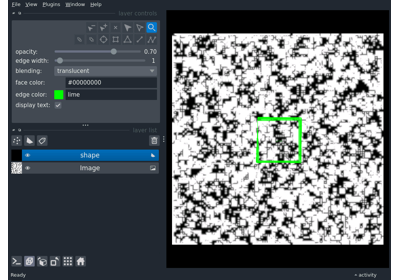 File View Plugins Window Help
layer controls
opacity: 0.70
edge width: 1
blending: translucent
face color: #00000000
edge color: lime
display text:
layer list
shape
Image
Ready
activity